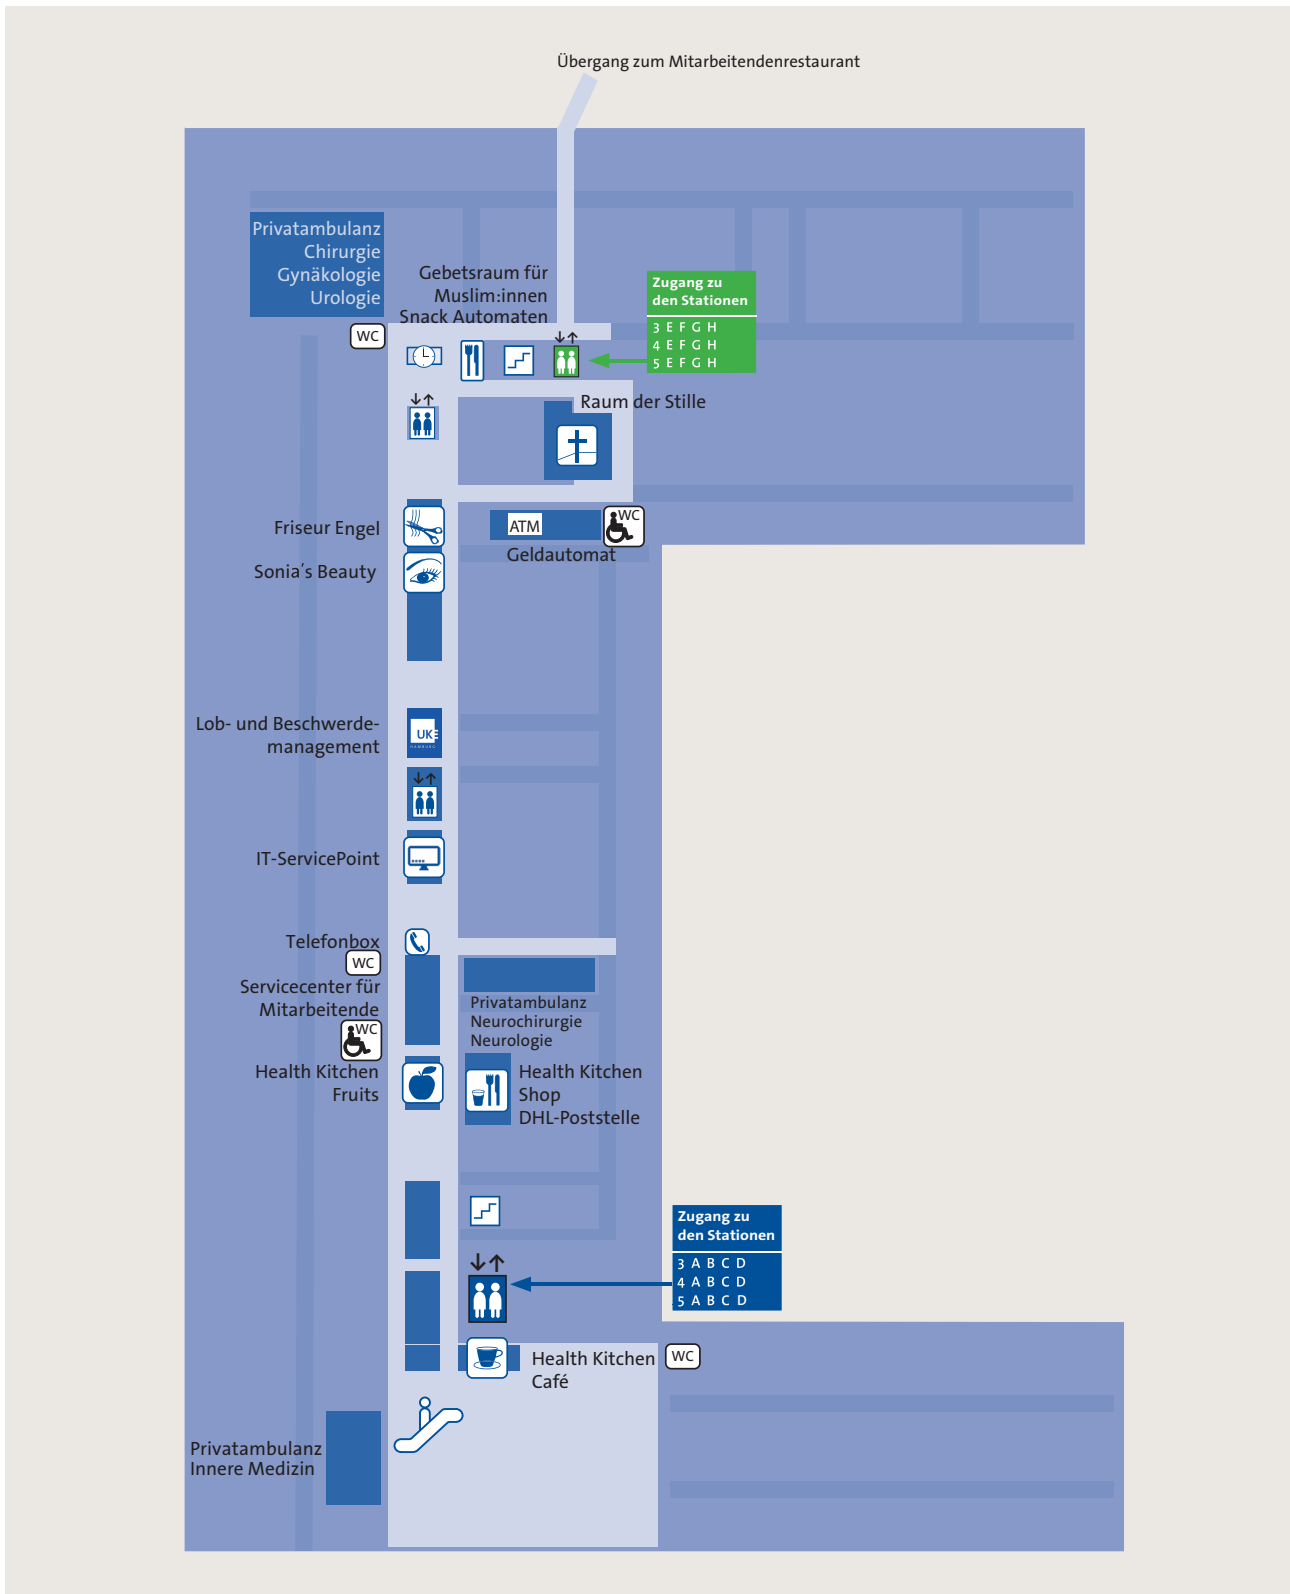 Übergang zum Mitarbeitendenrestaurant
Privatambulanz
Chirurgie
Gynäkologie
Urologie
Gebetsraum für
Muslim:innen
Snack Automaten
Zugang zu
den Stationen
3 E F G H
4 E F G H
5 E F G H
WC
Raum der Stille
Friseur Engel
ATM
WC
Geldautomat
Sonia´s Beauty
Lob- und Beschwerde-
management
UKE
HAMBURG
IT-ServicePoint
Telefonbox
WC
Servicecenter für
Mitarbeitende
WC
Privatambulanz
Neurochirurgie
Neurologie
Health Kitchen
Fruits
Health Kitchen
Shop
DHL-Poststelle
Zugang zu
den Stationen
3 A B C D
4 A B C D
5 A B C D
Health Kitchen
Café
WC
Privatambulanz
Innere Medizin